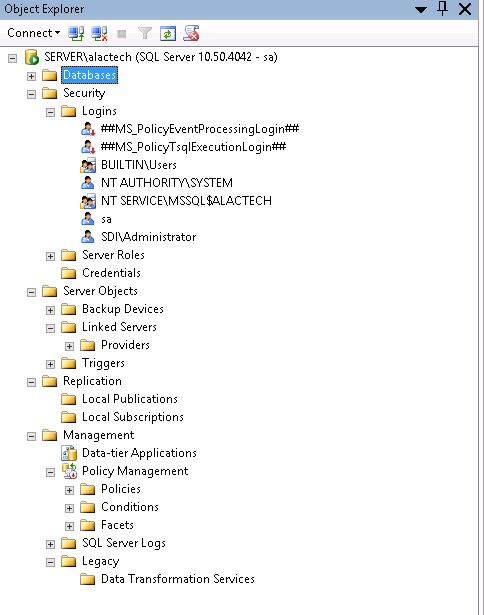 Object Explorer
Connect
SERVER\alactech (SQL Server 10.50.4042 - sa)
Databases
Security
Logins
##MS_PolicyEventProcessingLogin##
##MS_PolicyTsqlExecutionLogin##
BUILTIN\Users
NT AUTHORITY\SYSTEM
NT SERVICE\MSSQL$ALACTECH
sa
SDI\Administrator
Server Roles
Credentials
Server Objects
Backup Devices
Linked Servers
Providers
Triggers
Replication
Local Publications
Local Subscriptions
Management
Data-tier Applications
Policy Management
Policies
Conditions
Facets
SQL Server Logs
Legacy
Data Transformation Services